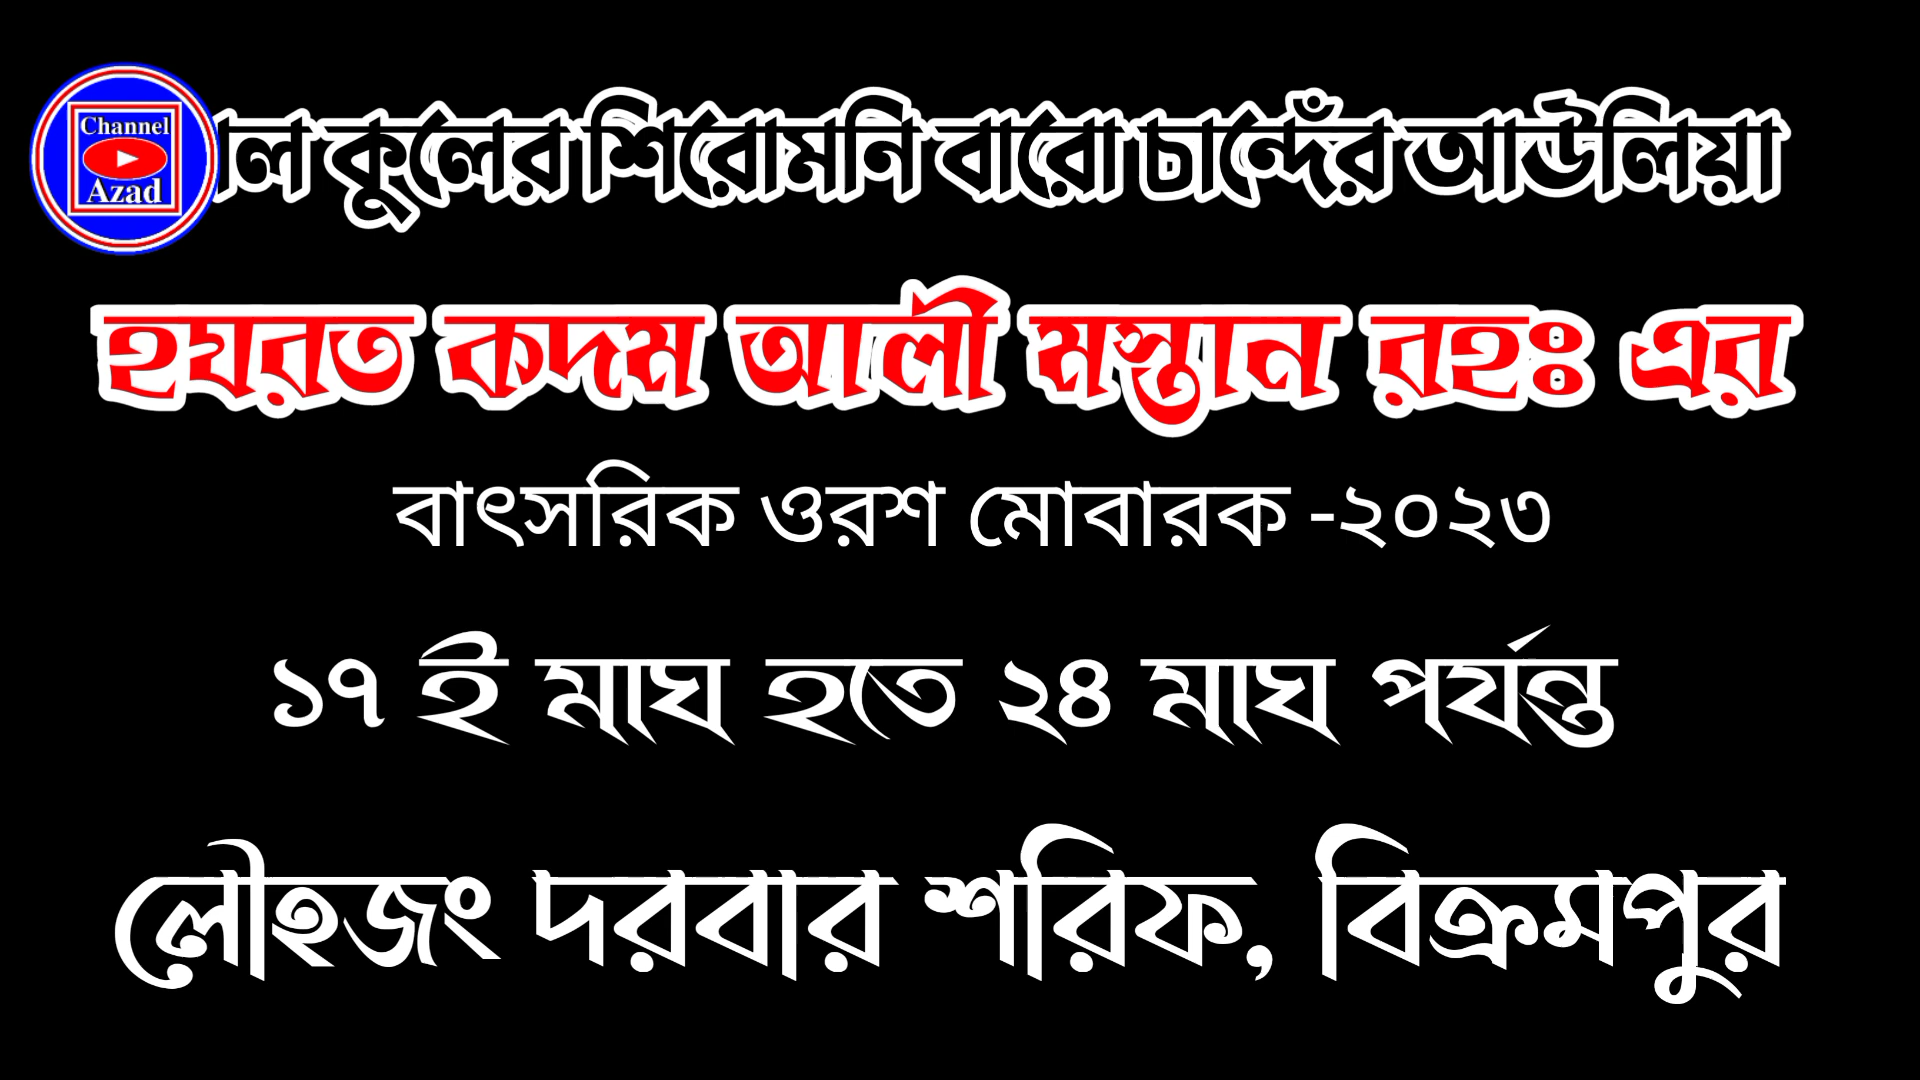 Channel
Azad
কুলের শিরোমনি বারো চান্দেঁর আউলিয়া
হযরত কদম আলী মস্তান রহঃ এর
বাৎসরিক ওরশ মোবারক -২০২৩
১৭ ই মাঘ হতে ২৪ মাঘ পর্যন্ত
লৌহজং দরবার শরিফ, বিক্রমপুর